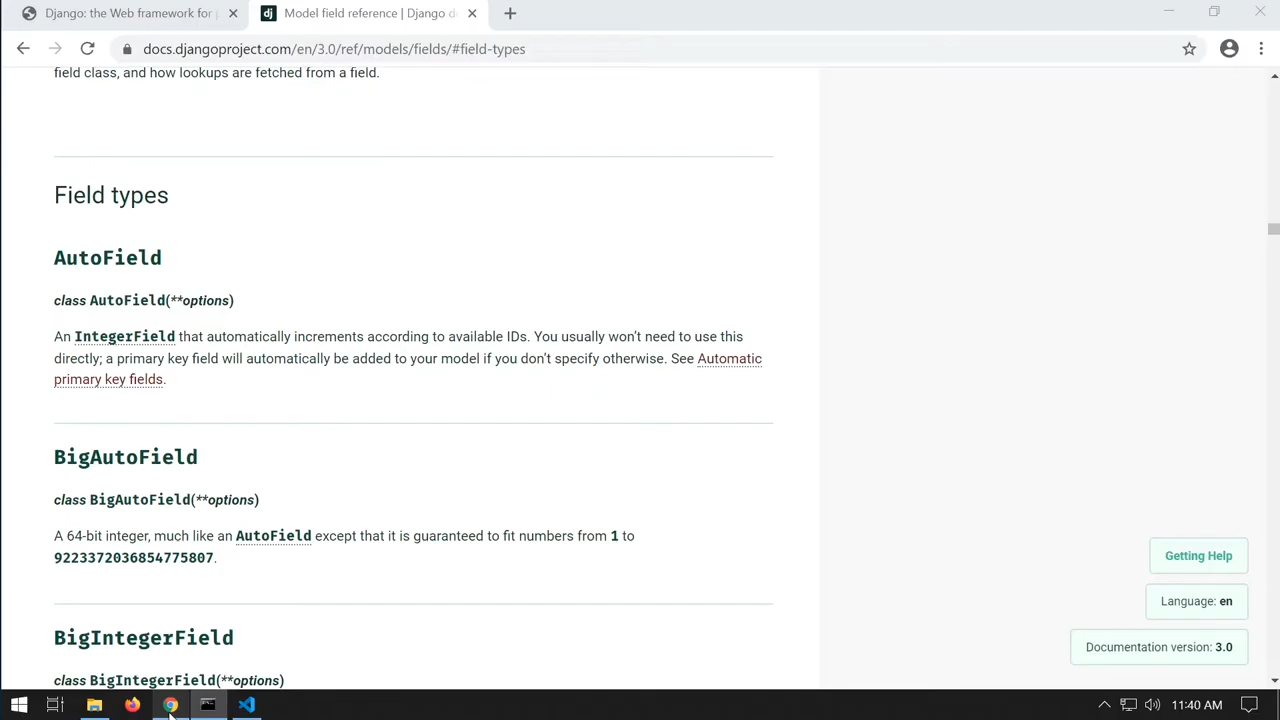 Django: the Web framework for
Model field reference | Django d
docs.djangoproject.com/en/3.0/ref/models/fields/#field-types
field class, and how lookups are fetched from a field.
Field types
AutoField
class AutoField(**options)
An IntegerField that automatically increments according to available IDs. You usually won’t need to use this
directly; a primary key field will automatically be added to your model if you don’t specify otherwise. See Automatic
primary key fields.
BigAutoField
class BigAutoField(**options)
A 64-bit integer, much like an AutoField except that it is guaranteed to fit numbers from 1 to
9223372036854775807.
BigIntegerField
class BigIntegerField(**options)
Getting Help
Language: en
Documentation version: 3.0
11:40 AM